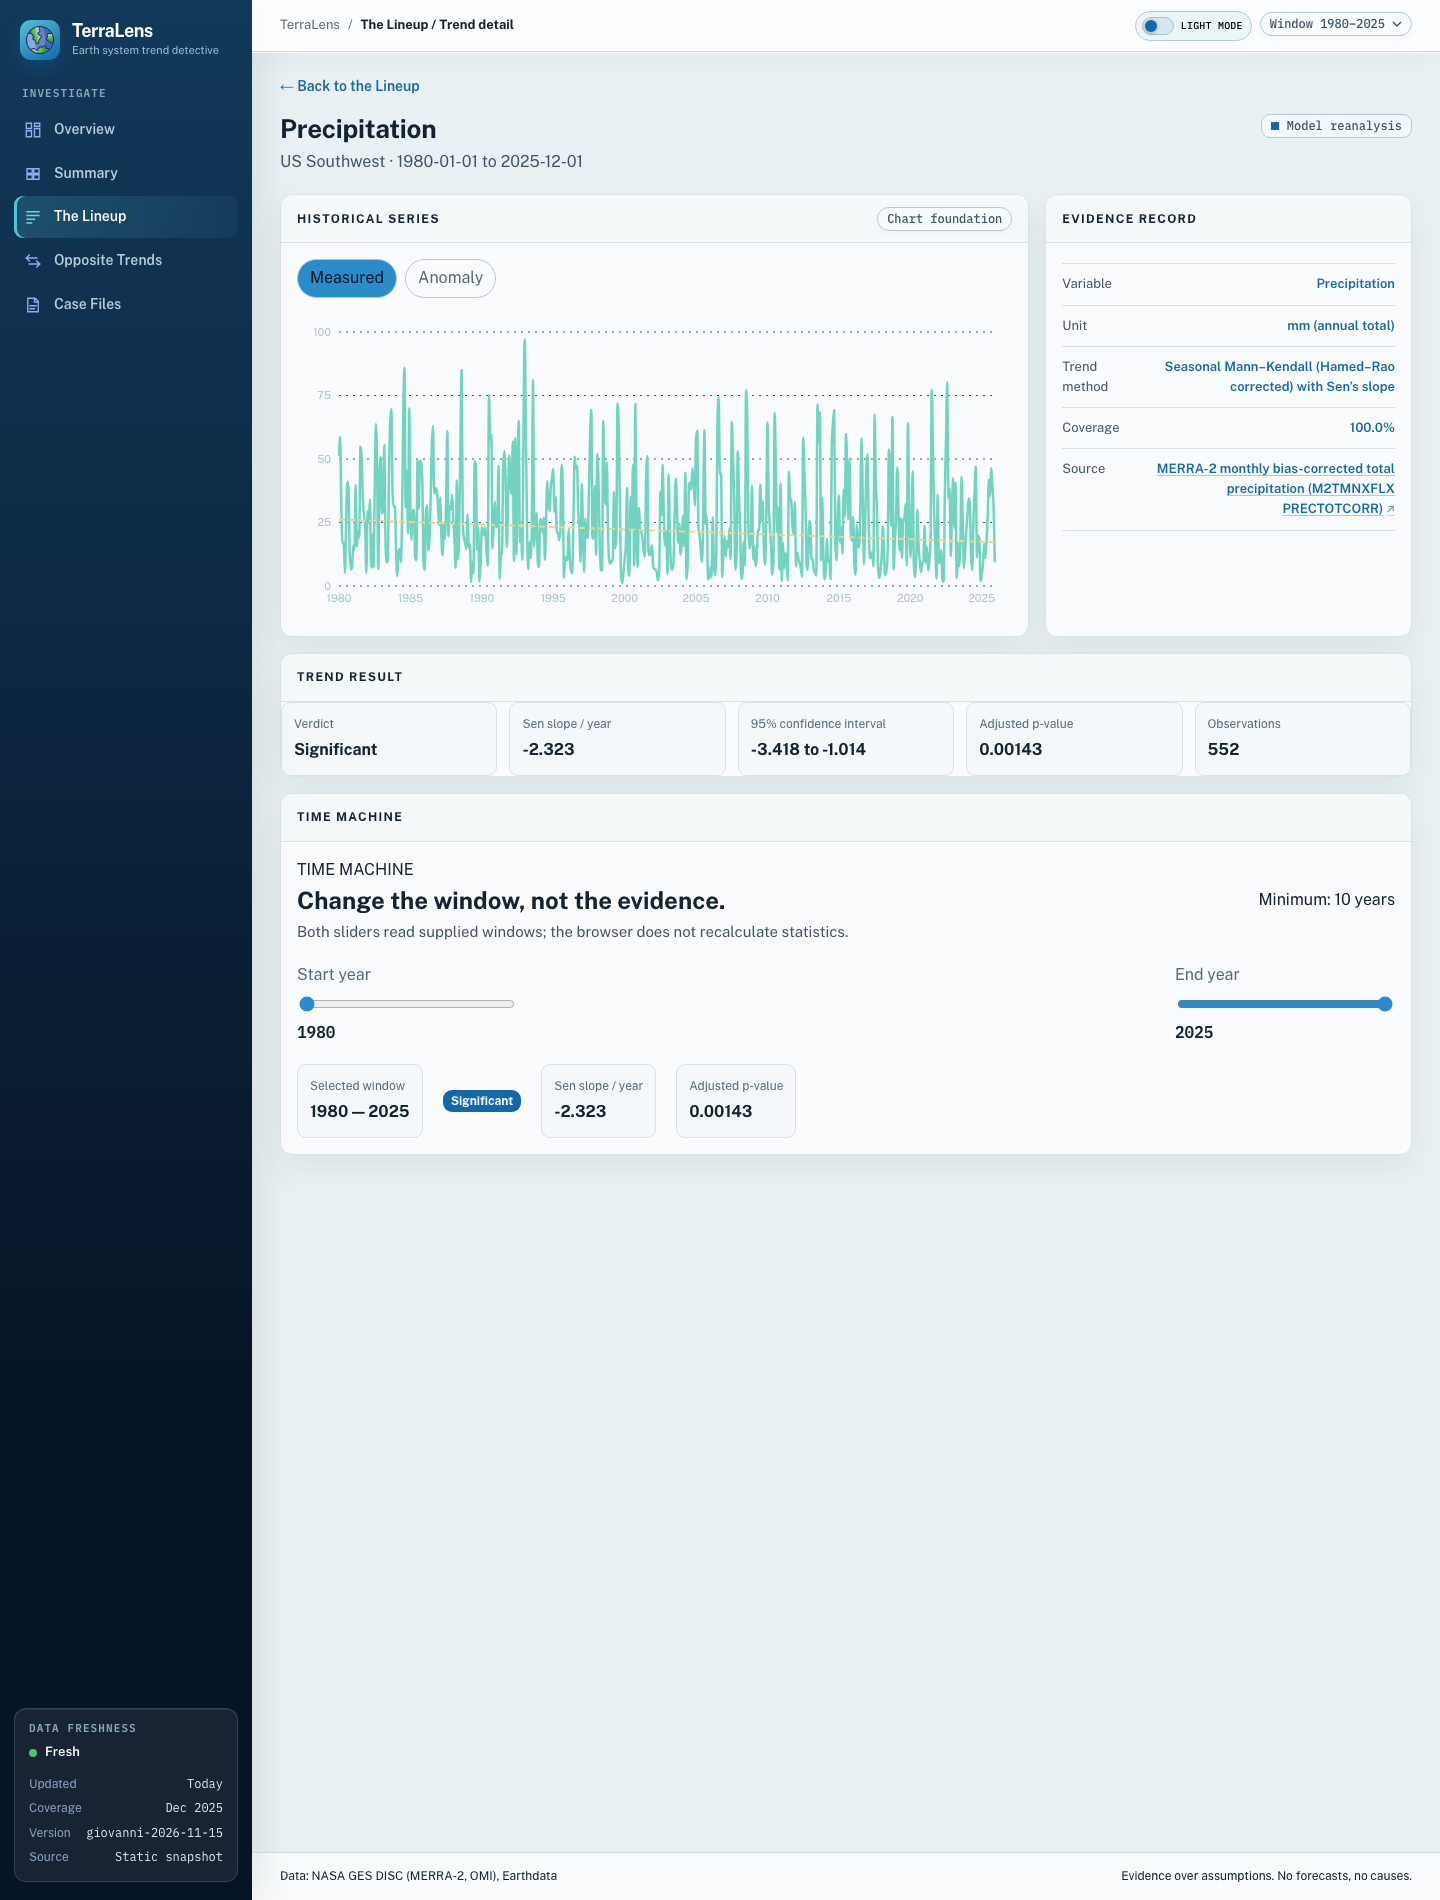 TerraLens
Earth system trend detective
INVESTIGATE
Overview
Summary
The Lineup
Opposite Trends
Case Files
DATA FRESHNESS
Fresh
Updated Today
Coverage Dec 2025
Version giovanni-2026-11-15
Source Static snapshot
TerraLens / The Lineup / Trend detail
LIGHT MODE
Window 1980–2025
← Back to the Lineup
Precipitation
Model reanalysis
US Southwest · 1980-01-01 to 2025-12-01
HISTORICAL SERIES
Chart foundation
Measured
Anomaly
100
75
50
25
0
1980 1985 1990 1995 2000 2005 2010 2015 2020 2025
EVIDENCE RECORD
Variable Precipitation
Unit mm (annual total)
Trend method
Seasonal Mann–Kendall (Hamed–Rao
corrected) with Sen's slope
Coverage 100.0%
Source MERRA-2 monthly bias-corrected total
precipitation (M2TMNXFLX
PRECTOTCORR) ↗
TREND RESULT
Verdict
Significant
Sen slope / year
-2.323
95% confidence interval
-3.418 to -1.014
Adjusted p-value
0.00143
Observations
552
TIME MACHINE
TIME MACHINE
Change the window, not the evidence.
Minimum: 10 years
Both sliders read supplied windows; the browser does not recalculate statistics.
Start year
1980
End year
2025
Selected window
1980 — 2025
Significant
Sen slope / year
-2.323
Adjusted p-value
0.00143
Data: NASA GES DISC (MERRA-2, OMI), Earthdata
Evidence over assumptions. No forecasts, no causes.